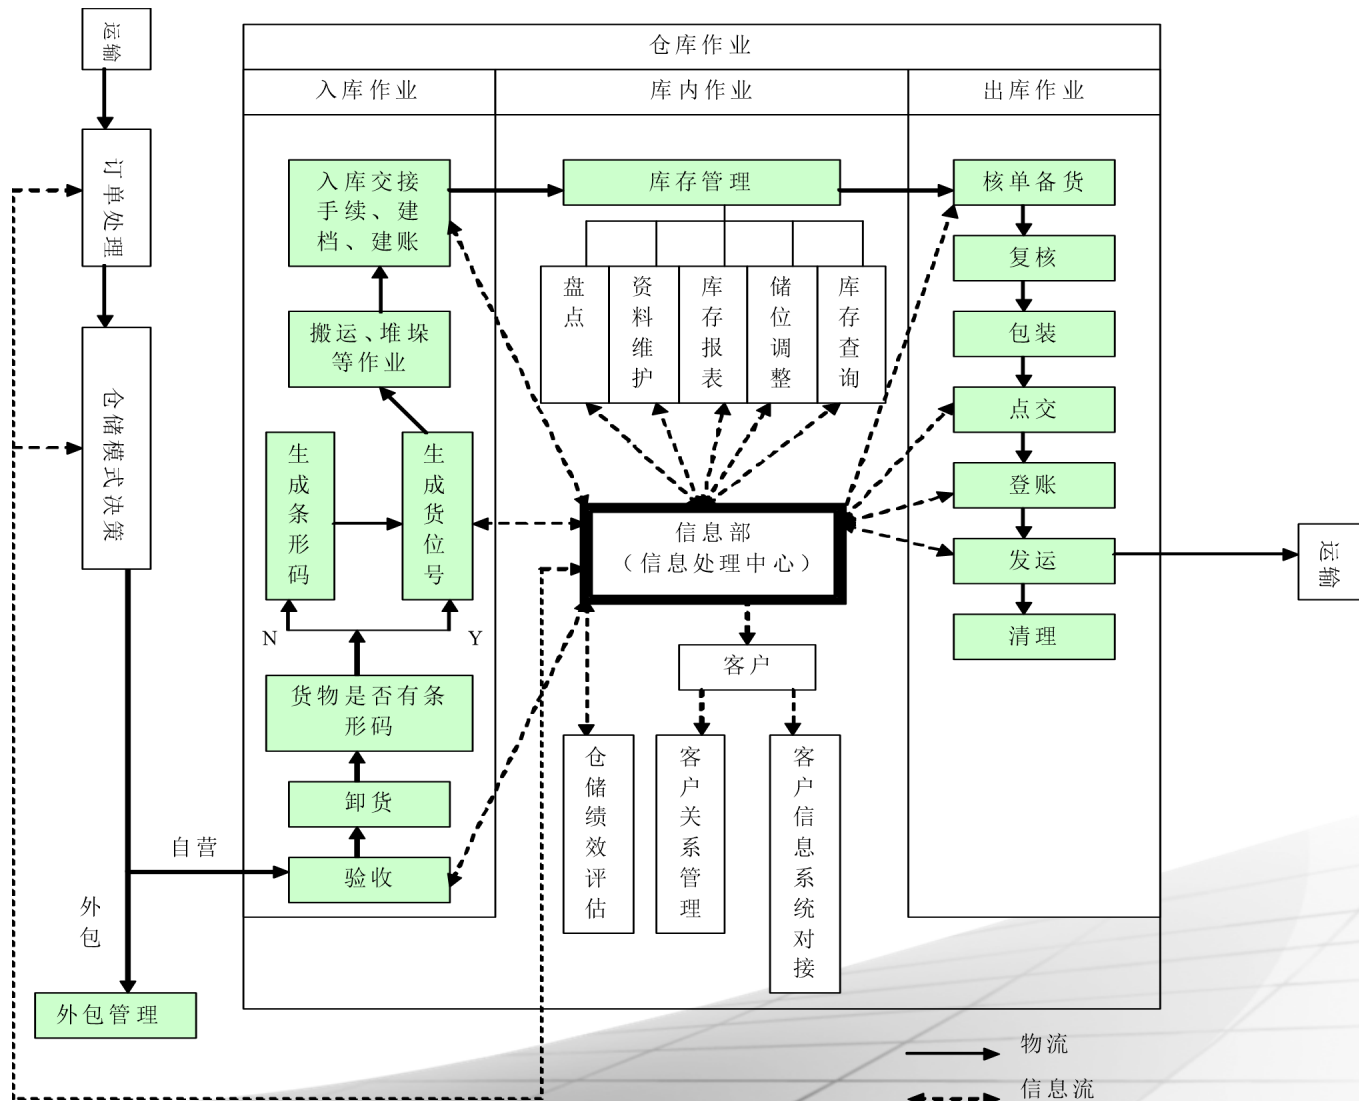 运输
订单处理
仓储模式决策
自营
外包
外包管理
仓库作业
入库作业
库内作业
出库作业
入库交接
手续、建
档、建账
搬运、堆垛
等作业
生成条形码
生成货位号
N
Y
货物是否有条
形码
卸货
验收
库存管理
盘点
资料维护
库存报表
储位调整
库存查询
信息部
（信息处理中心）
客户
仓储绩效评估
客户关系管理
客户信息系统对接
核单备货
复核
包装
点交
登账
发运
清理
运输
物流
信息流